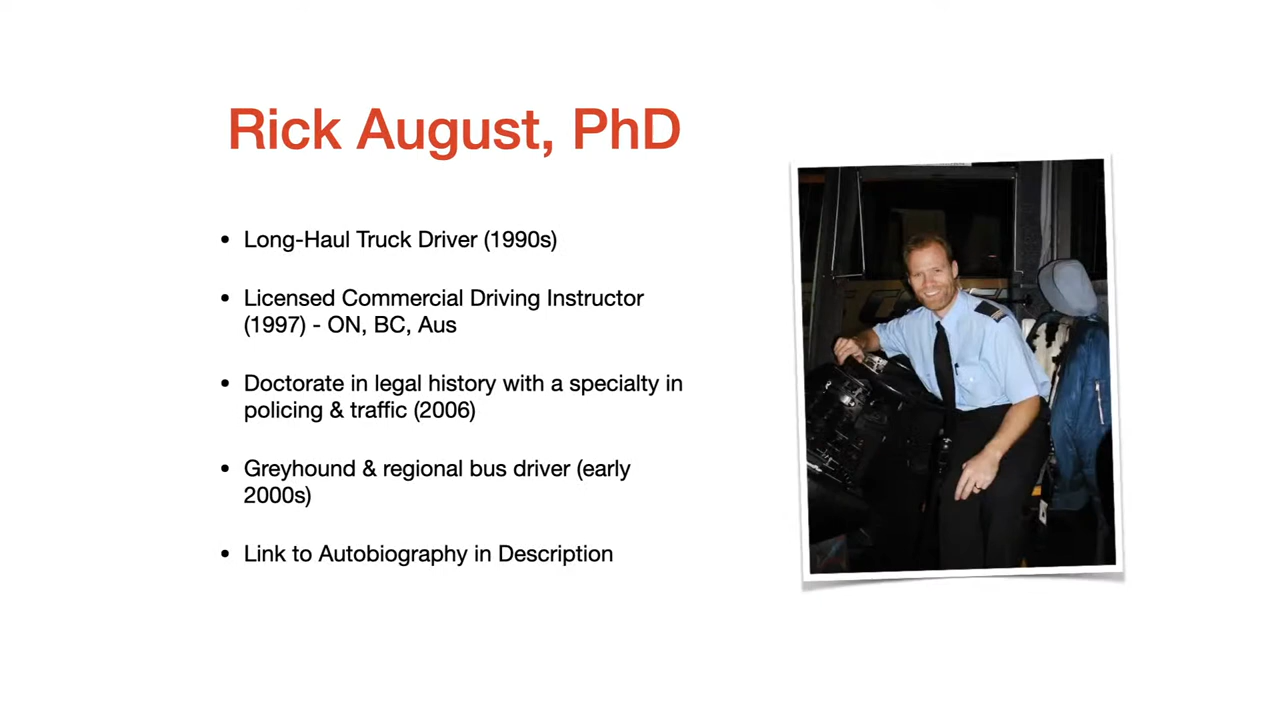 Rick August, PhD
• Long-Haul Truck Driver (1990s)
• Licensed Commercial Driving Instructor
(1997) - ON, BC, Aus
• Doctorate in legal history with a specialty in
policing & traffic (2006)
• Greyhound & regional bus driver (early
2000s)
• Link to Autobiography in Description